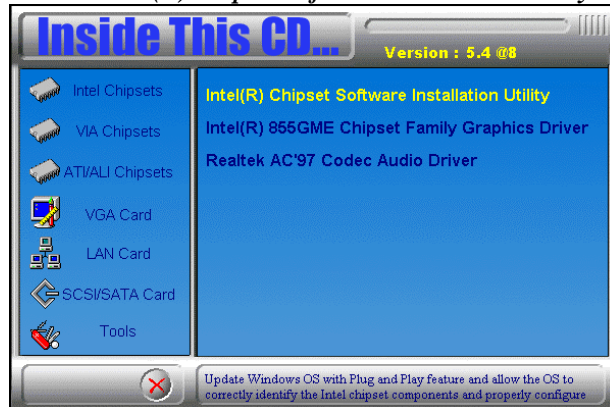 Inside This CD...
Version : 5.4 @8
Intel Chipsets
VIA Chipsets
ATI/ALI Chipsets
VGA Card
LAN Card
SCSI/SATA Card
Tools
Intel(R) Chipset Software Installation Utility
Intel(R) 855GME Chipset Family Graphics Driver
Realtek AC'97 Codec Audio Driver
Update Windows OS with Plug and Play feature and allow the OS to
correctly identify the Intel chipset components and properly configure